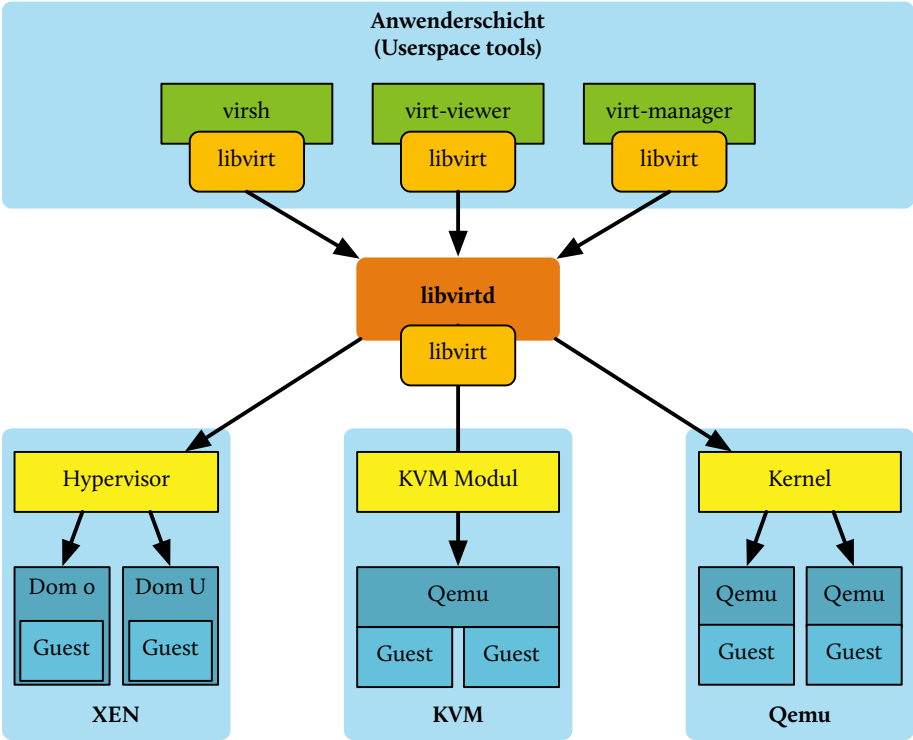 Anwenderschicht
(Userspace tools)
virsh
virt-viewer
virt-manager
libvirt
libvirt
libvirt
libvirtd
libvirt
Hypervisor
KVM Modul
Kernel
Dom 0
Dom U
Qemu
Qemu
Qemu
Guest
Guest
Guest
Guest
Guest
Guest
XEN
KVM
Qemu